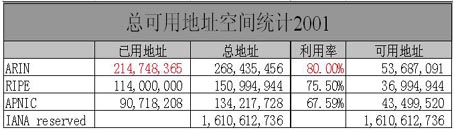 总可用地址空间统计2001
已用地址 总地址 利用率 可用地址
ARIN 214,748,365 268,435,456 80.00% 53,687,091
RIPE 114,000,000 150,994,944 75.50% 36,994,944
APNIC 90,718,208 134,217,728 67.59% 43,499,520
IANA reserved 1,610,612,736 1,610,612,736